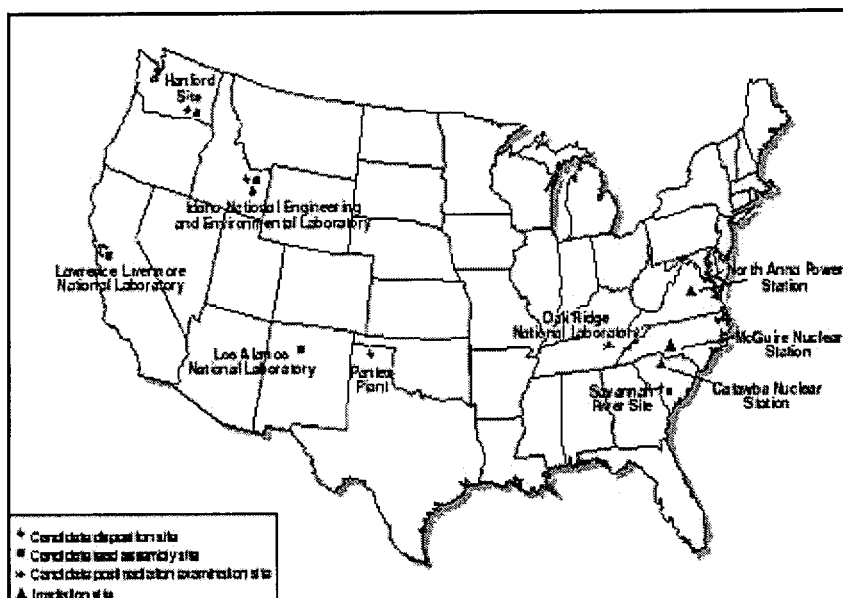 Hanford
Site
Idaho National Engineering
and Environmental Laboratory
Lawrence Livermore
National Laboratory
Los Alamos
National Laboratory
Pantex
Plant
Oak Ridge
National Laboratory
Savannah
River Site
North Anna Power
Station
McGuire Nuclear
Station
Catawba Nuclear
Station
Candidate disposition site
Candidate lead assembly site
Candidate postirradiation examination site
Irradiation site